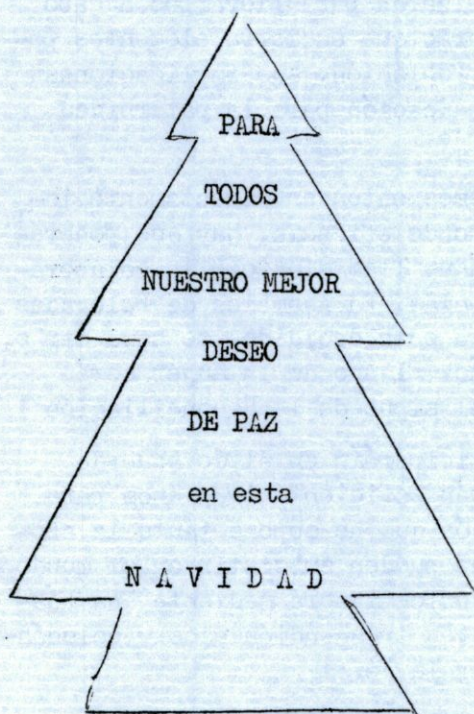 PARA
TODOS
NUESTRO MEJOR
DESEO
DE PAZ
en esta
N A V I D A D